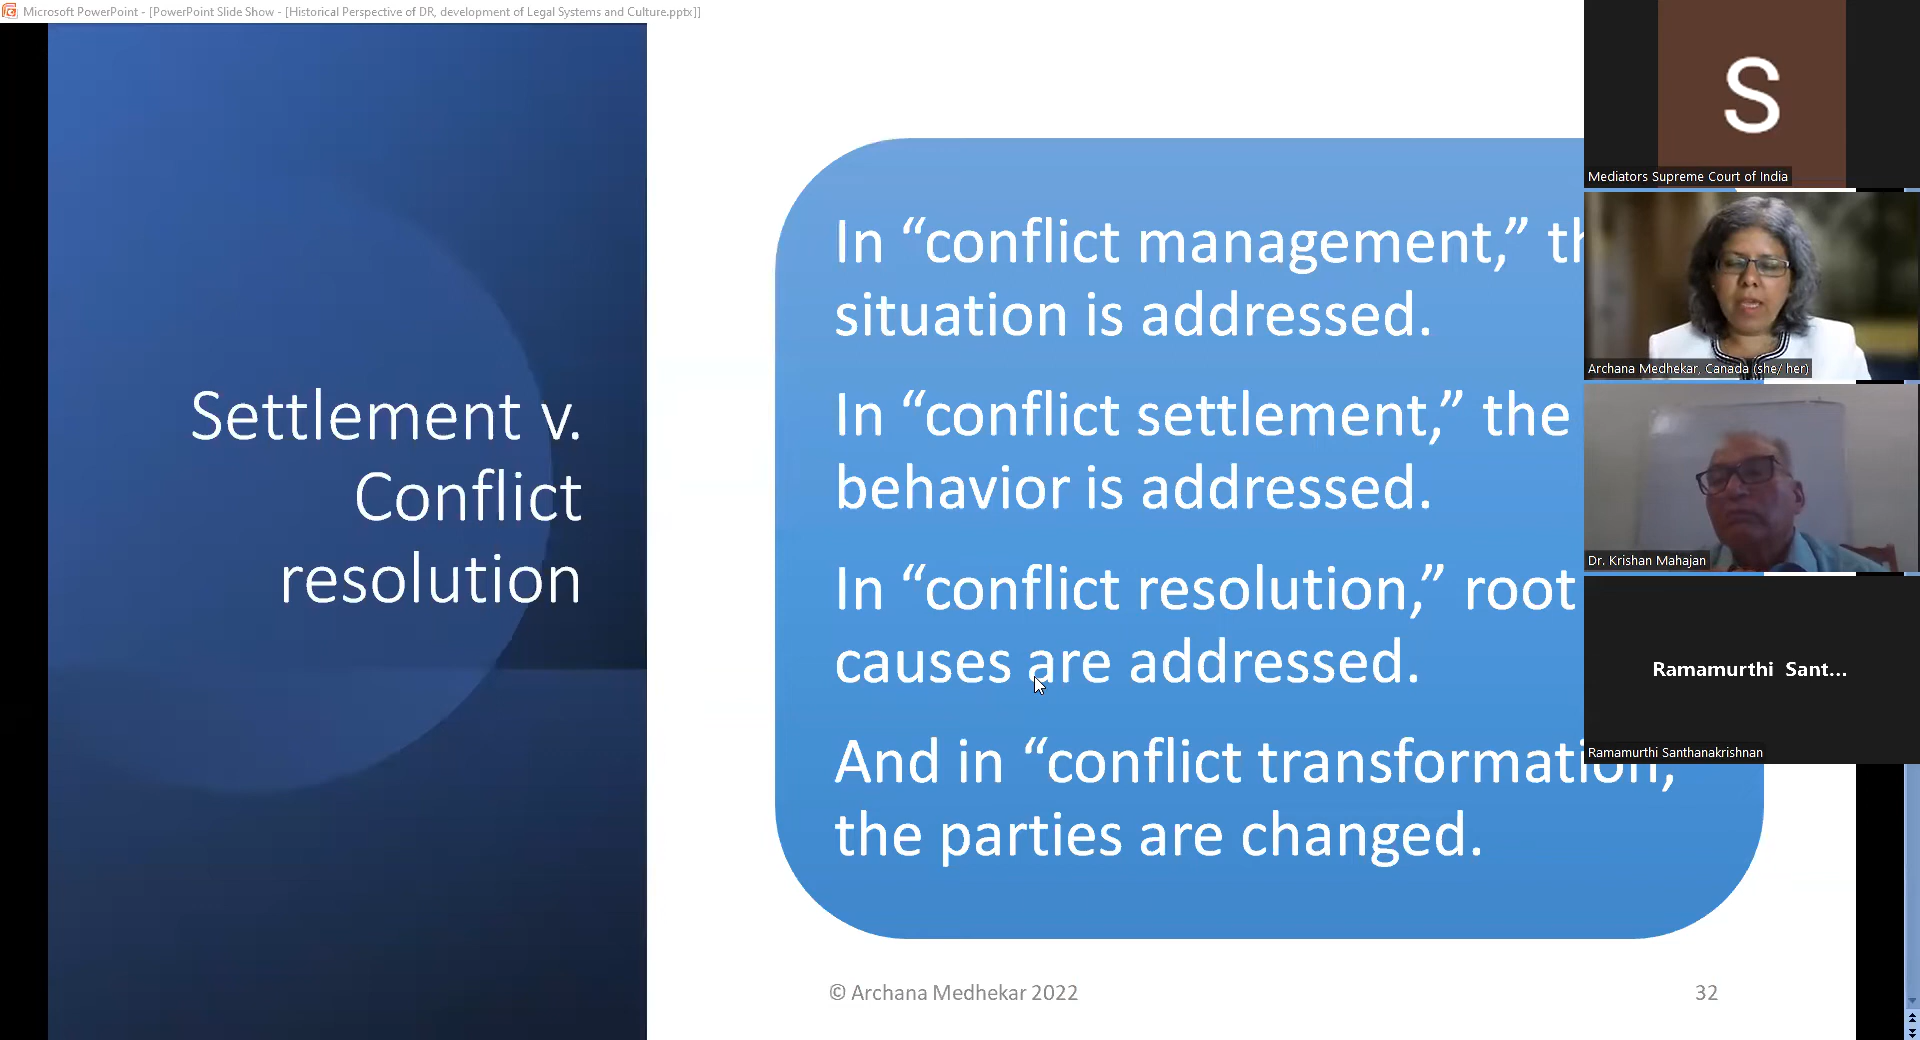 Microsoft PowerPoint - [PowerPoint Slide Show - [Historical Perspective of DR, development of Legal Systems and Culture.pptx]]
Settlement v.
Conflict
resolution
In “conflict management,”
situation is addressed.
In “conflict settlement,” the
behavior is addressed.
In “conflict resolution,” root
causes are addressed.
And in “conflict transformation,
the parties are changed.
© Archana Medhekar 2022
32
S
Mediators Supreme Court of India
Archana Medhekar, Canada (she/ her)
Dr. Krishan Mahajan
Ramamurthi Sant...
Ramamurthi Santhanakrishnan